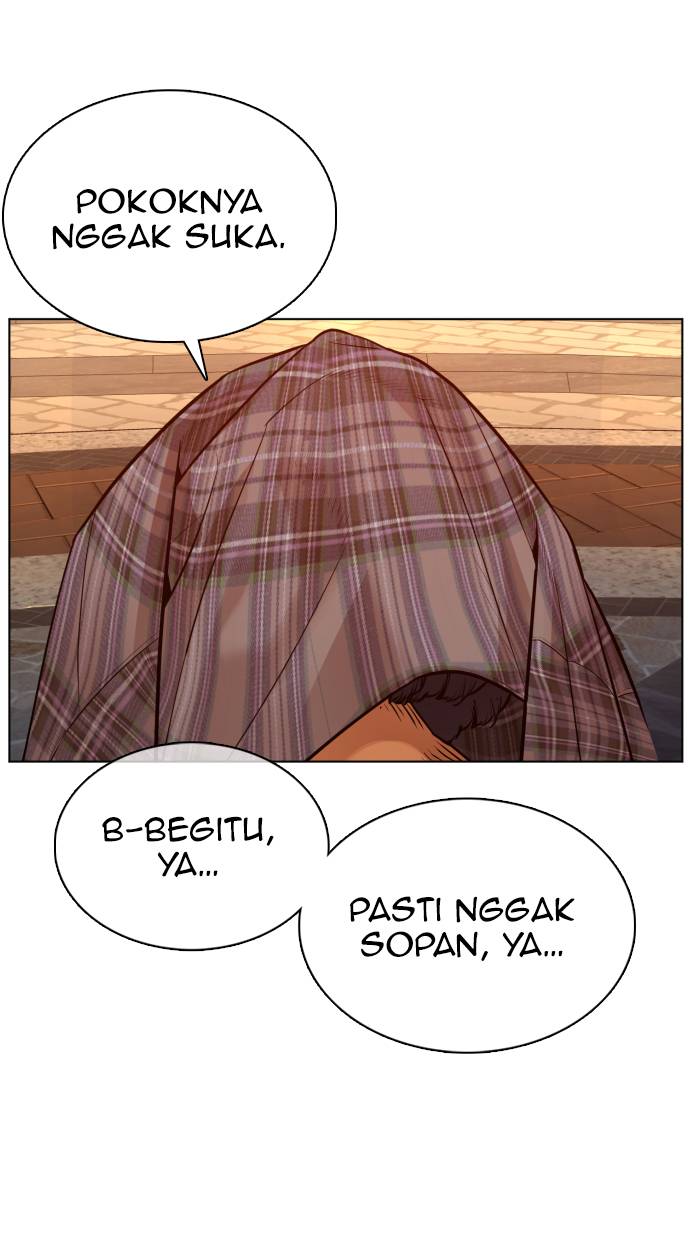 POKOKNYA
NGGAK SUKA.
B-BEGITU,
YA...
PASTI NGGAK
SOPAN, YA...